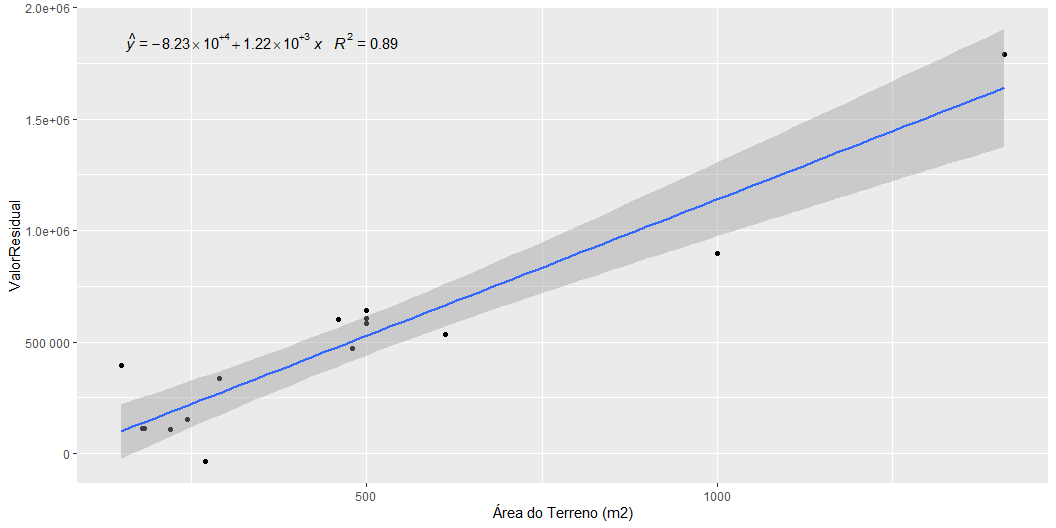 2.0e+06
ŷ = −8.23 × 10⁺⁴ + 1.22 × 10⁺³ x R² = 0.89
1.5e+06
1.0e+06
500 000
0
ValorResidual
500
1000
Área do Terreno (m2)